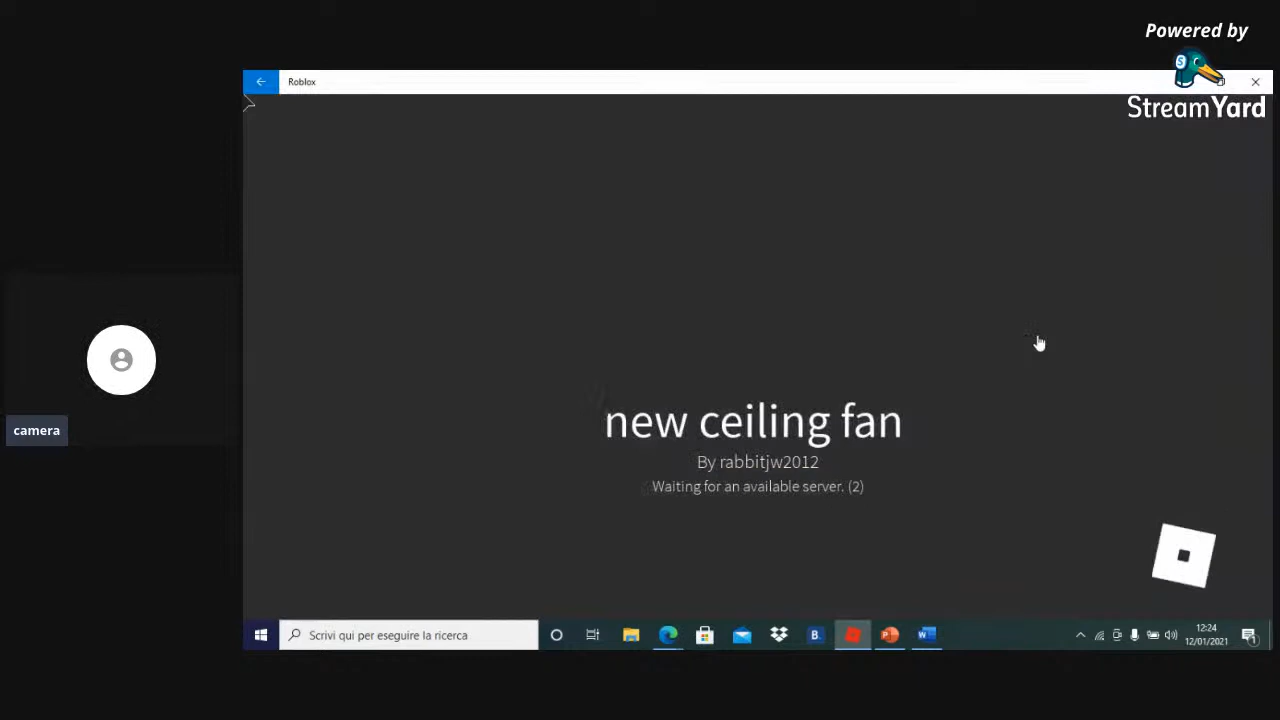 Powered by
StreamYard
Roblox
camera
new ceiling fan
By rabbitjw2012
Waiting for an available server. (2)
Scrivi qui per eseguire la ricerca
B.
12:24
12/01/2021